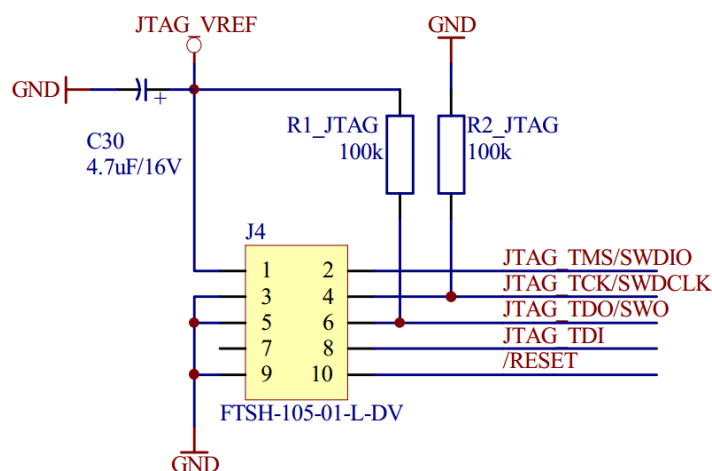 JTAG_VREF
GND
GND
C30
4.7uF/16V
R1_JTAG
100k
R2_JTAG
100k
J4
1 2
3 4
5 6
7 8
9 10
JTAG_TMS/SWDIO
JTAG_TCK/SWDCLK
JTAG_TDO/SWO
JTAG_TDI
/RESET
FTSH-105-01-L-DV
GND